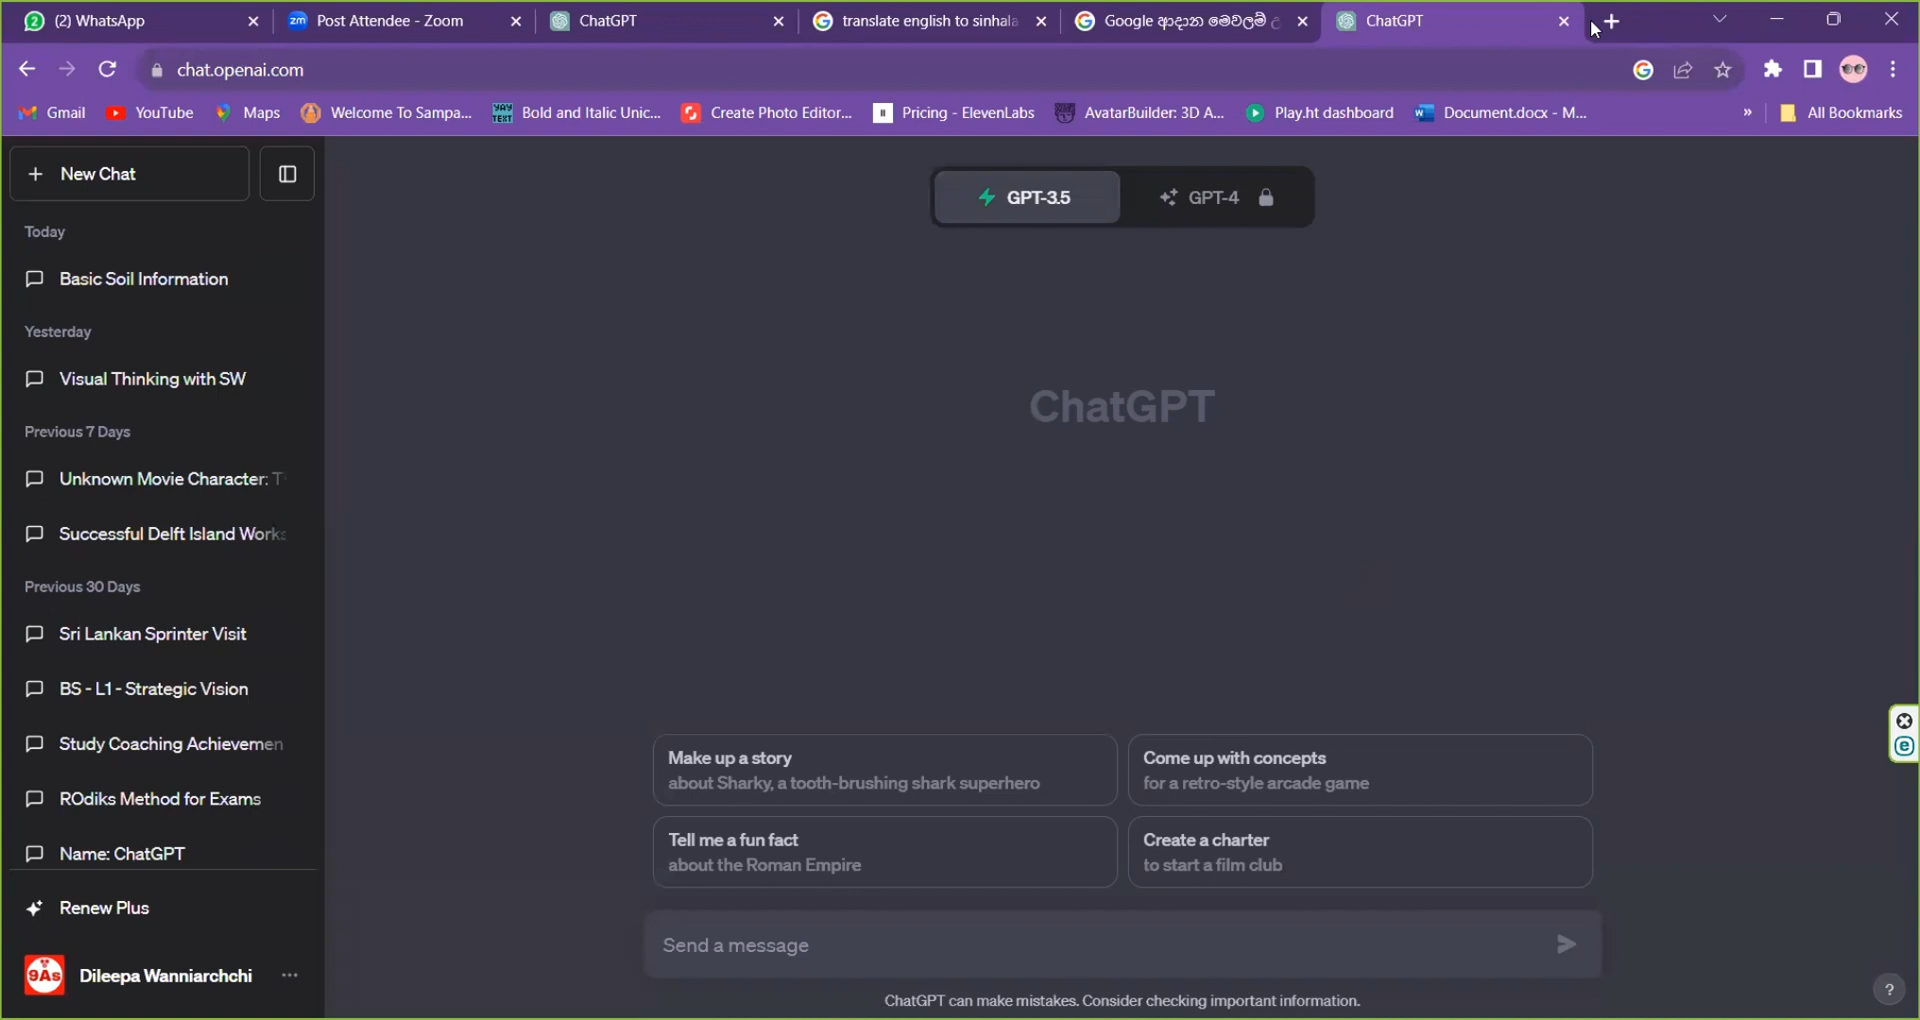 (2) WhatsApp
Post Attendee - Zoom
ChatGPT
translate english to sinhala
Google ආදාන මෙවලම්
ChatGPT
chat.openai.com
Gmail
YouTube
Maps
Welcome To Sampa...
YAY TEXT
Bold and Italic Unic...
Create Photo Editor...
Pricing - ElevenLabs
AvatarBuilder: 3D A...
Play.ht dashboard
Document.docx - M...
»
All Bookmarks
New Chat
Today
Basic Soil Information
Yesterday
Visual Thinking with SW
Previous 7 Days
Unknown Movie Character: T
Successful Delft Island Works
Previous 30 Days
Sri Lankan Sprinter Visit
BS - L1 - Strategic Vision
Study Coaching Achievemen
ROdiks Method for Exams
Name: ChatGPT
Renew Plus
9As
Dileepa Wanniarchchi
GPT-3.5
GPT-4
ChatGPT
Make up a story
about Sharky, a tooth-brushing shark superhero
Come up with concepts
for a retro-style arcade game
Tell me a fun fact
about the Roman Empire
Create a charter
to start a film club
Send a message
ChatGPT can make mistakes. Consider checking important information.
?